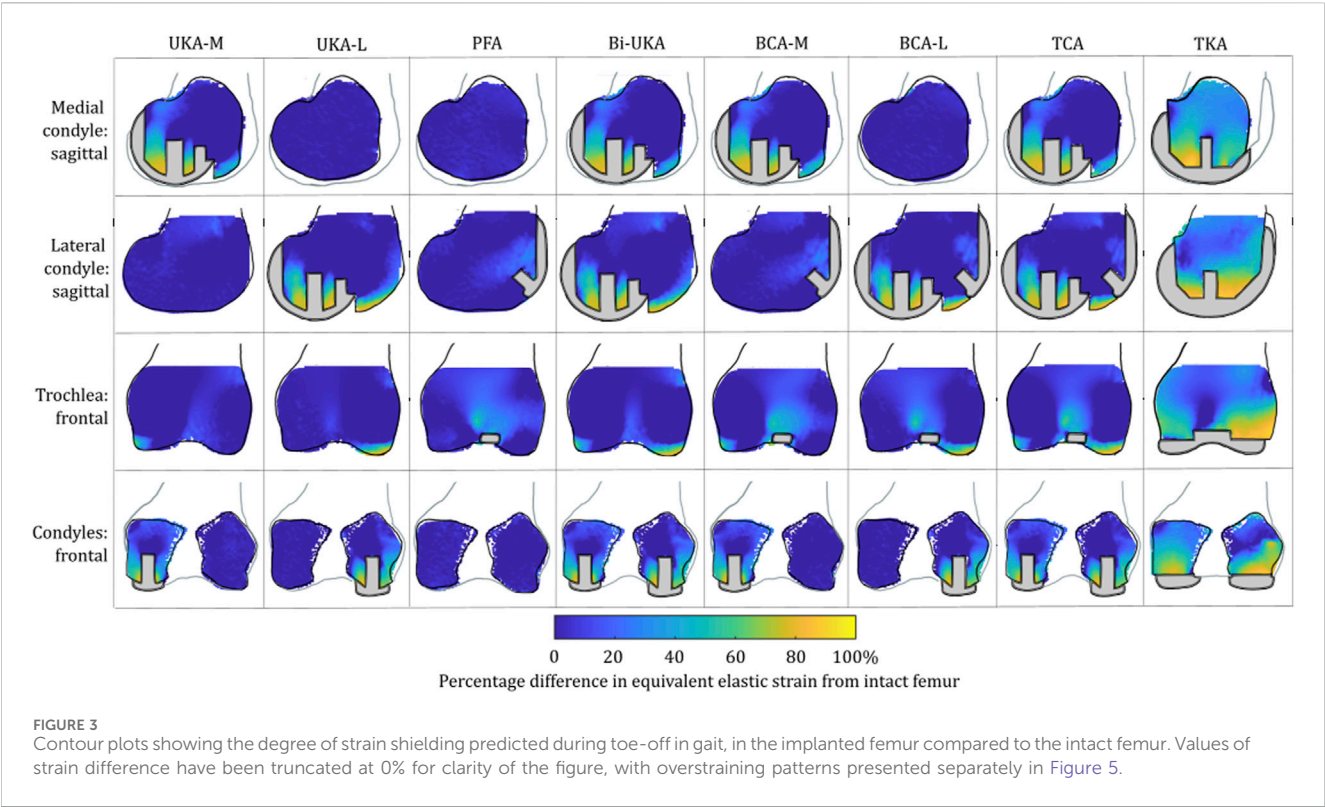 UKA-M UKA-L PFA Bi-UKA BCA-M BCA-L TCA TKA
Medial
condyle:
sagittal
Lateral
condyle:
sagittal
Trochlea:
frontal
Condyles:
frontal
0 20 40 60 80 100%
Percentage difference in equivalent elastic strain from intact femur
FIGURE 3
Contour plots showing the degree of strain shielding predicted during toe-off in gait, in the implanted femur compared to the intact femur. Values of
strain difference have been truncated at 0% for clarity of the figure, with overstraining patterns presented separately in Figure 5.